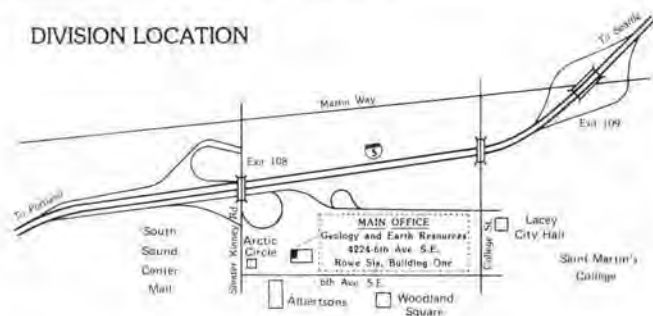 DIVISION LOCATION
To Seattle
Martin Way
Exit 109
Exit 108
5
To Portland
South
Sound
Center
Mall
Sleater Kinney Rd.
Arctic
Circle
MAIN OFFICE
Geology and Earth Resources
4224-6th Ave. S.E.
Rowe Six, Building One
College St.
Lacey
City Hall
Saint Martin's
College
6th Ave S.E.
Albertsons
Woodland
Square